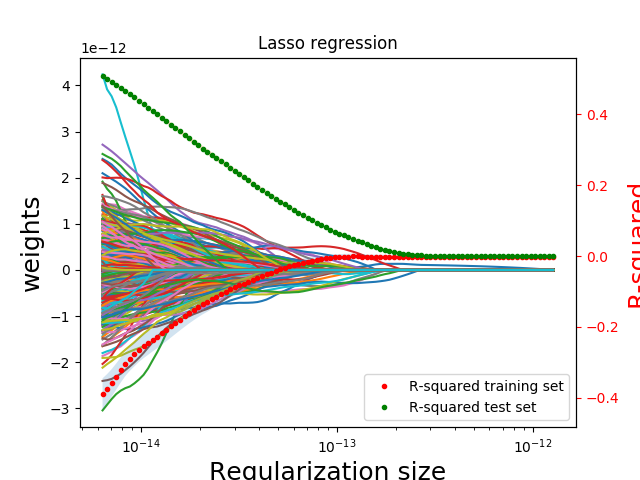 Lasso regression
1e−12
4
3
2
1
0
−1
−2
−3
weights
0.4
0.2
0.0
−0.2
−0.4
R-squared
R-squared training set
R-squared test set
10⁻¹⁴
10⁻¹³
10⁻¹²
Regularization size